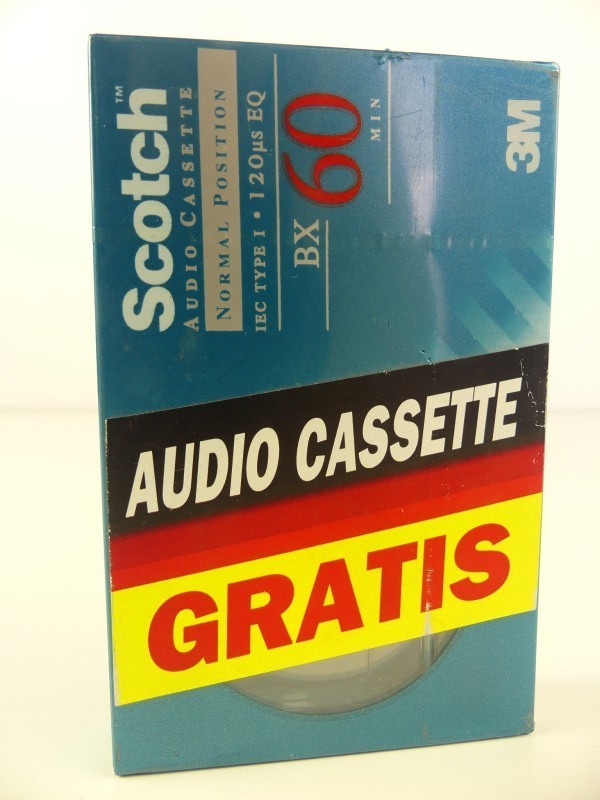 Scotch™
AUDIO CASSETTE
NORMAL POSITION
IEC TYPE I • 120µs EQ
BX 60
MIN
3M
AUDIO CASSETTE
GRATIS